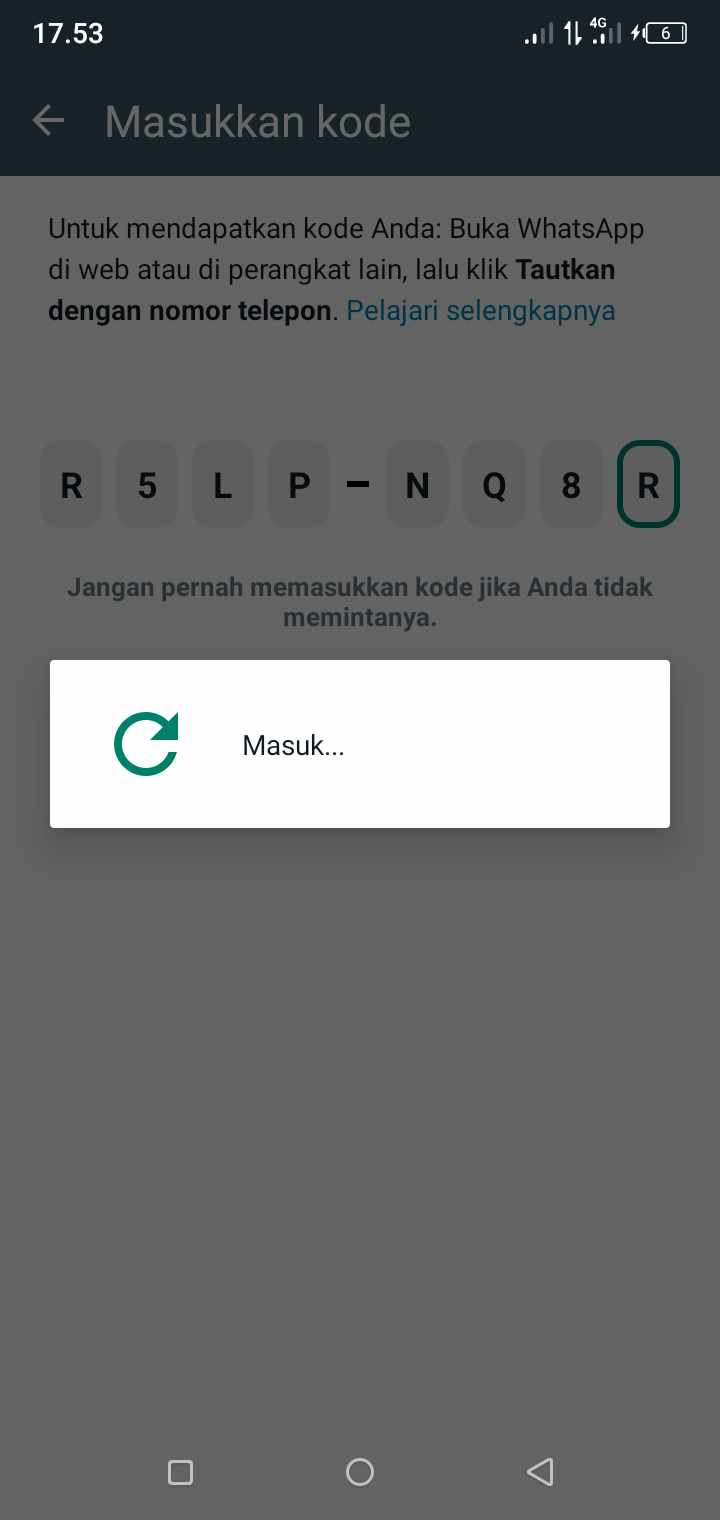 17.53
4G
6
Masukkan kode
Untuk mendapatkan kode Anda: Buka WhatsApp
di web atau di perangkat lain, lalu klik Tautkan
dengan nomor telepon. Pelajari selengkapnya
R 5 L P - N Q 8 R
Jangan pernah memasukkan kode jika Anda tidak
memintanya.
Masuk...